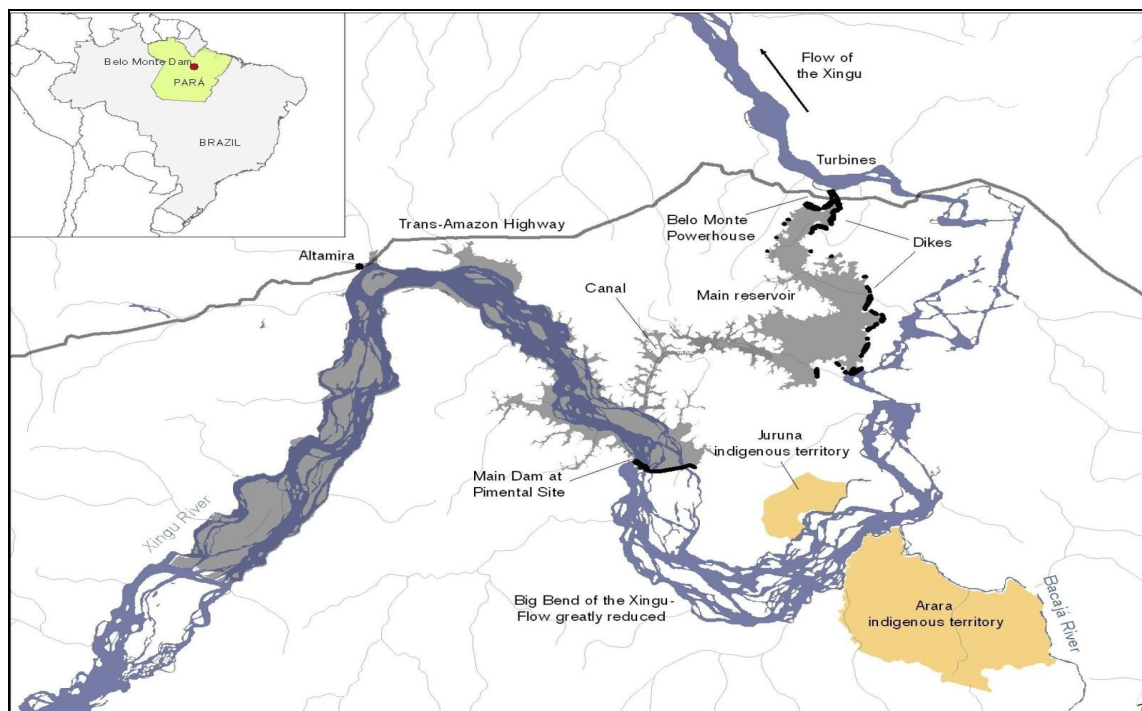 Belo Monte Dam
PARÁ
BRAZIL
Flow of
the Xingu
Turbines
Belo Monte
Powerhouse
Dikes
Trans-Amazon Highway
Altamira
Canal
Main reservoir
Juruna
indigenous territory
Main Dam at
Pimental Site
Xingu River
Big Bend of the Xingu-
Flow greatly reduced
Arara
indigenous territory
Bacajá River